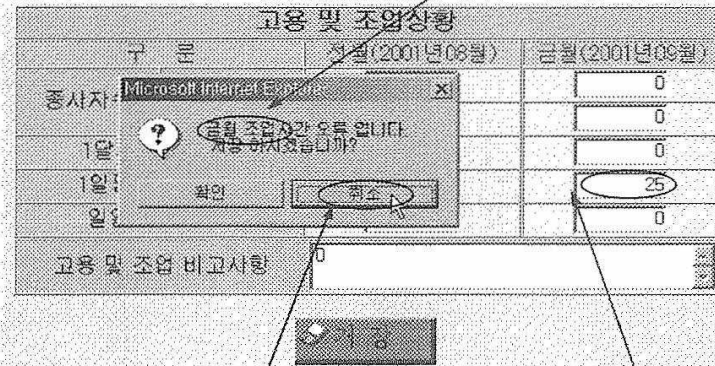 고용 및 조업상황
구 분 전월(2001년08월) 금월(2001년09월)
종사자
0
Microsoft Internet Explorer
0
금월 조업시간 오류 입니다.
저장 하시겠습니까?
1달
0
1일
25
확인 취소
0
고용 및 조업 비고사항 0
저 장